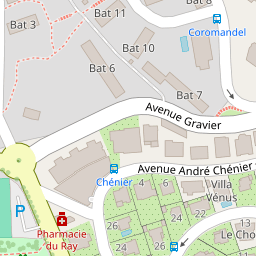 Bat 11
Bat 8
Bat 3
Coromandel
Bat 10
Bat 6
Bat 7
Avenue Gravier
Avenue André Chénier
Chénier
Villa
Vénus
P
24
26
Pharmacie
du Ray
24
22
26
4
Le Cho